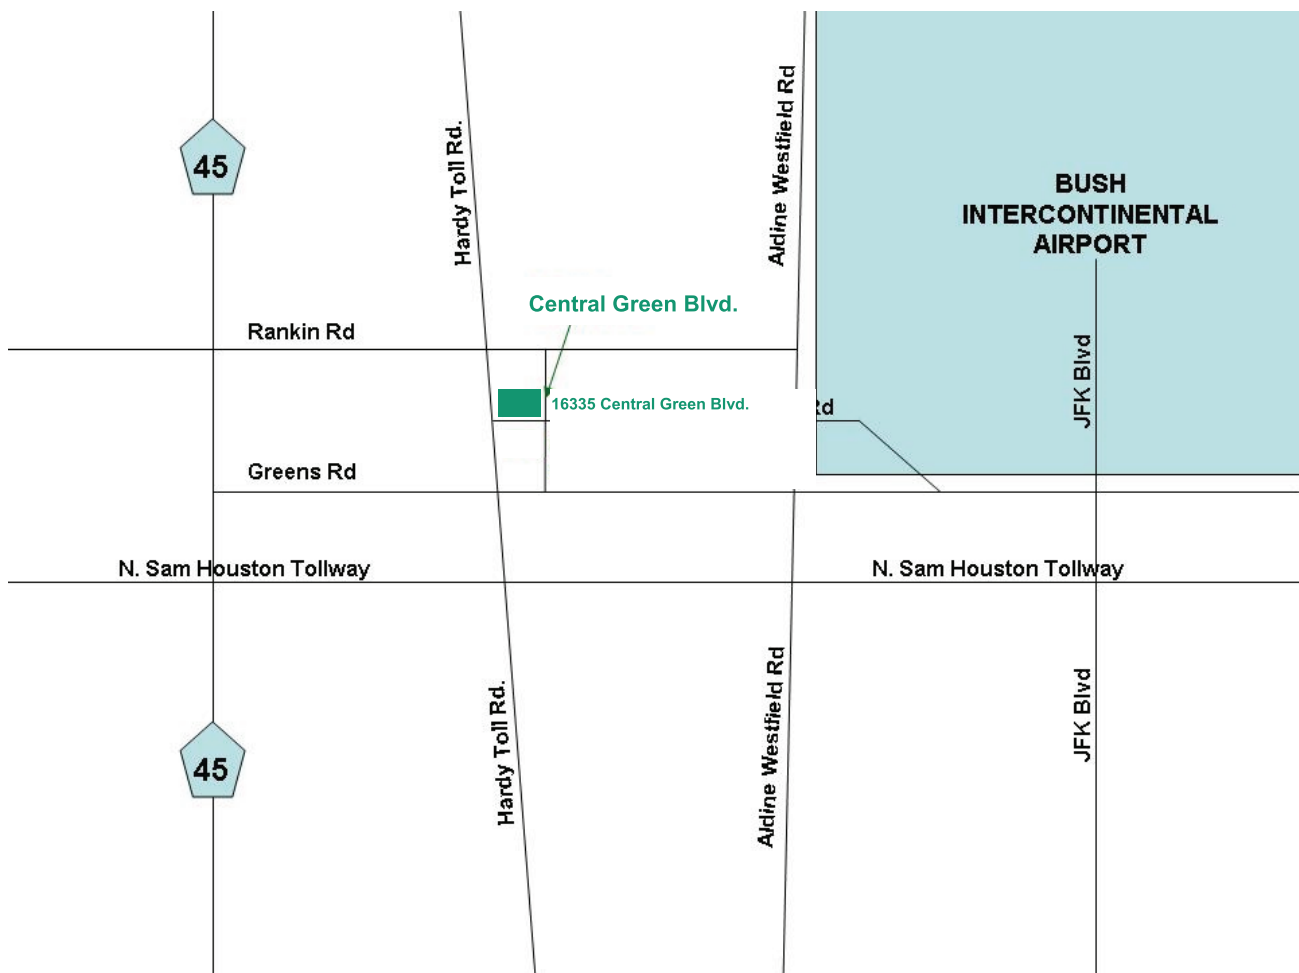 Aldine Westfield Rd
Hardy Toll Rd.
45
BUSH
INTERCONTINENTAL
AIRPORT
Central Green Blvd.
Rankin Rd
JFK Blvd
16335 Central Green Blvd.
Rd
Greens Rd
N. Sam Houston Tollway
N. Sam Houston Tollway
Aldine Westfield Rd
Hardy Toll Rd.
JFK Blvd
45